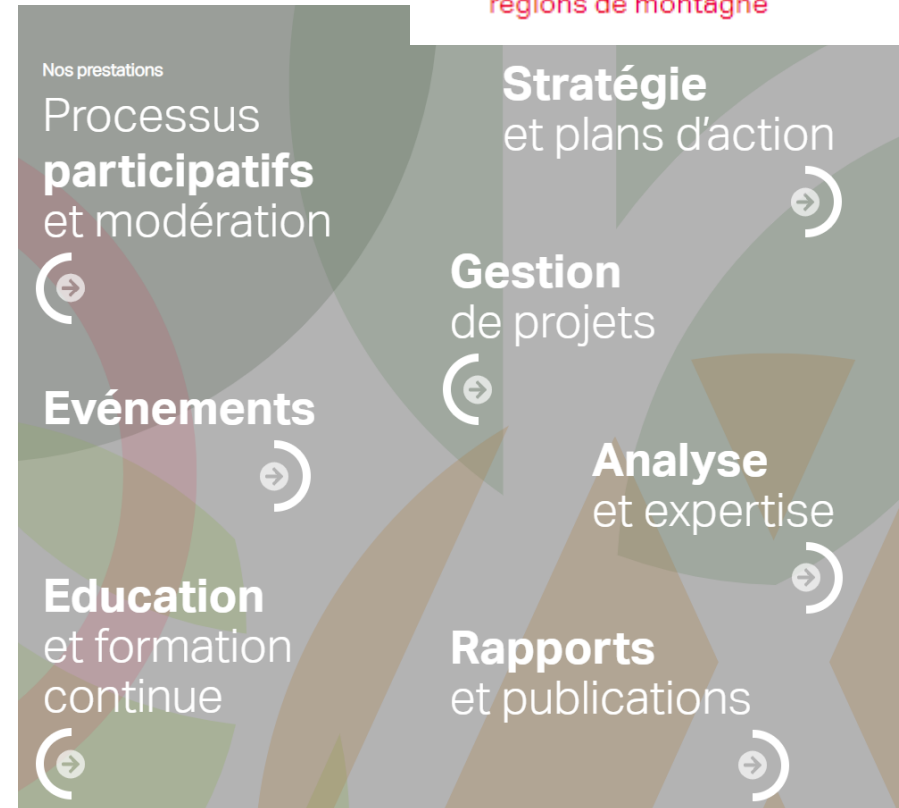 régions de montagne
Nos prestations
Processus
participatifs
et modération
Evénements
Education
et formation
continue
Stratégie
et plans d’action
Gestion
de projets
Analyse
et expertise
Rapports
et publications